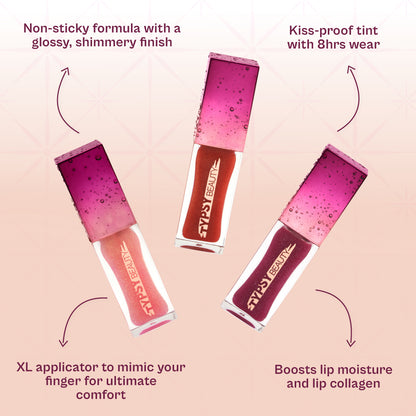 Non-sticky formula with a
glossy, shimmery finish
Kiss-proof tint
with 8hrs wear
TYPSY
BEAUTY
TYPSY
BEAUTY
TYPSY
BEAUTY
XL applicator to mimic your
finger for ultimate
comfort
Boosts lip moisture
and lip collagen